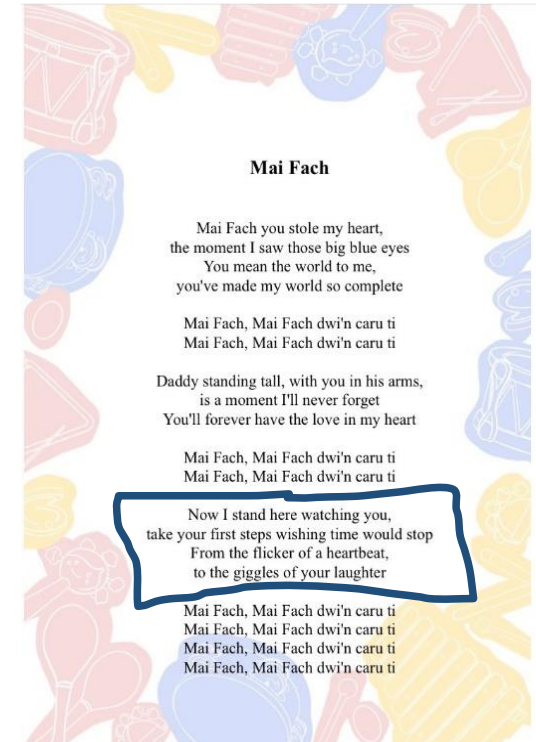 Mai Fach
Mai Fach you stole my heart,
the moment I saw those big blue eyes
You mean the world to me,
you've made my world so complete
Mai Fach, Mai Fach dwi'n caru ti
Mai Fach, Mai Fach dwi'n caru ti
Daddy standing tall, with you in his arms,
is a moment I'll never forget
You'll forever have the love in my heart
Mai Fach, Mai Fach dwi'n caru ti
Mai Fach, Mai Fach dwi'n caru ti
Now I stand here watching you,
take your first steps wishing time would stop
From the flicker of a heartbeat,
to the giggles of your laughter
Mai Fach, Mai Fach dwi'n caru ti
Mai Fach, Mai Fach dwi'n caru ti
Mai Fach, Mai Fach dwi'n caru ti
Mai Fach, Mai Fach dwi'n caru ti